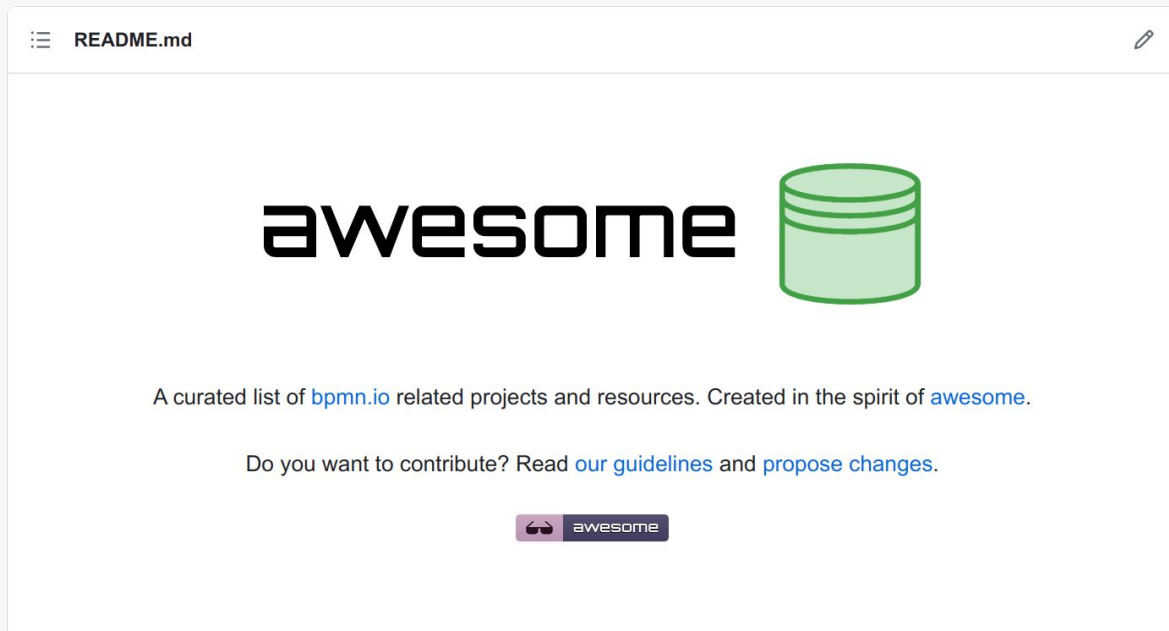 README.md
awesome
A curated list of bpmn.io related projects and resources. Created in the spirit of awesome.
Do you want to contribute? Read our guidelines and propose changes.
awesome